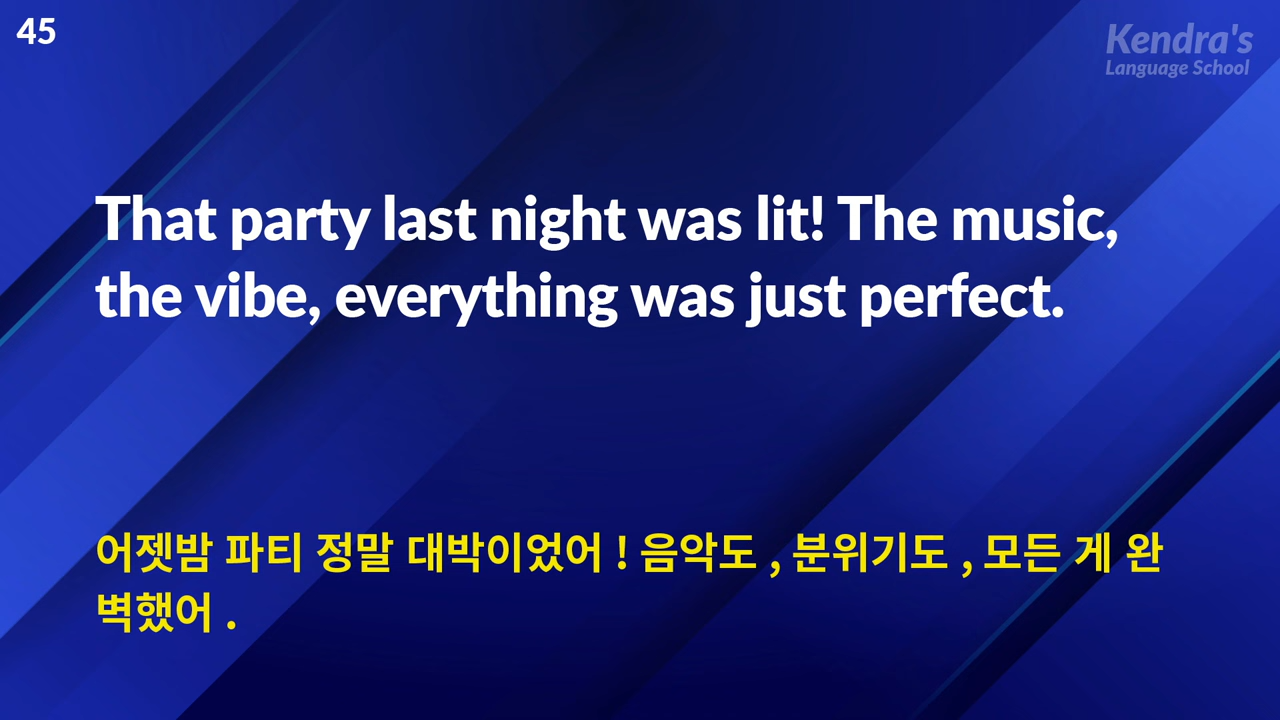 45
Kendra's
Language School
That party last night was lit! The music,
the vibe, everything was just perfect.
어젯밤 파티 정말 대박이었어 ! 음악도 , 분위기도 , 모든 게 완
벽했어 .